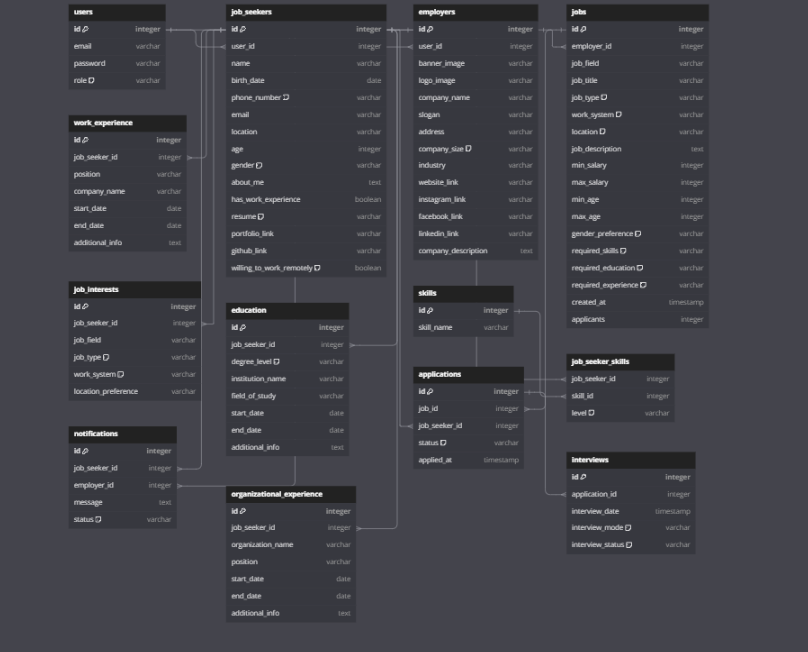 users
id integer
email varchar
password varchar
role varchar
work_experience
id integer
job_seeker_id integer
position varchar
company_name varchar
start_date date
end_date date
additional_info text
job_interests
id integer
job_seeker_id integer
job_field varchar
job_type varchar
work_system varchar
location_preference varchar
notifications
id integer
job_seeker_id integer
employer_id integer
message text
status varchar
job_seekers
id integer
user_id integer
name varchar
birth_date date
phone_number varchar
email varchar
location varchar
age integer
gender varchar
about_me text
has_work_experience boolean
resume varchar
portfolio_link varchar
github_link varchar
willing_to_work_remotely boolean
education
id integer
job_seeker_id integer
degree_level varchar
institution_name varchar
field_of_study varchar
start_date date
end_date date
additional_info text
organizational_experience
id integer
job_seeker_id integer
organization_name varchar
position varchar
start_date date
end_date date
additional_info text
employers
id integer
user_id integer
banner_image varchar
logo_image varchar
company_name varchar
slogan varchar
address varchar
company_size varchar
industry varchar
website_link varchar
instagram_link varchar
facebook_link varchar
linkedin_link varchar
company_description text
skills
id integer
skill_name varchar
applications
id integer
job_id integer
job_seeker_id integer
status varchar
applied_at timestamp
jobs
id integer
employer_id integer
job_field varchar
job_title varchar
job_type varchar
work_system varchar
location varchar
job_description text
min_salary integer
max_salary integer
min_age integer
max_age integer
gender_preference varchar
required_skills varchar
required_education varchar
required_experience varchar
created_at timestamp
applicants integer
job_seeker_skills
job_seeker_id integer
skill_id integer
level varchar
interviews
id integer
application_id integer
interview_date timestamp
interview_mode varchar
interview_status varchar